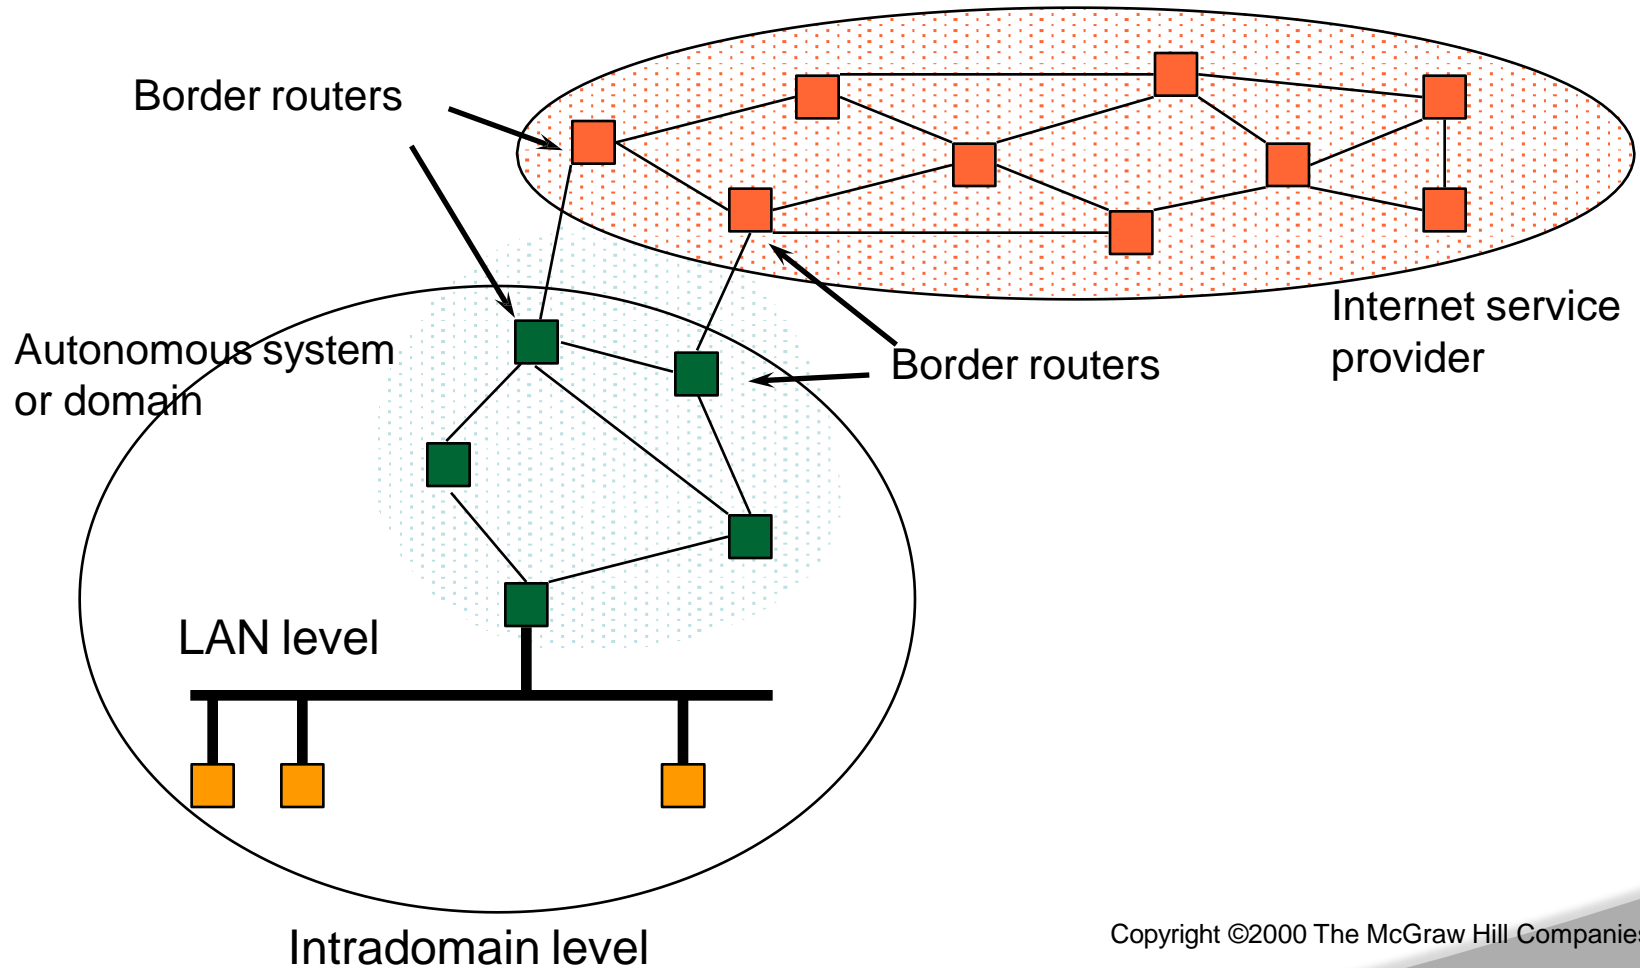 Border routers
Internet service
provider
Autonomous system
or domain
Border routers
LAN level
Intradomain level
Copyright ©2000 The McGraw Hill Companies